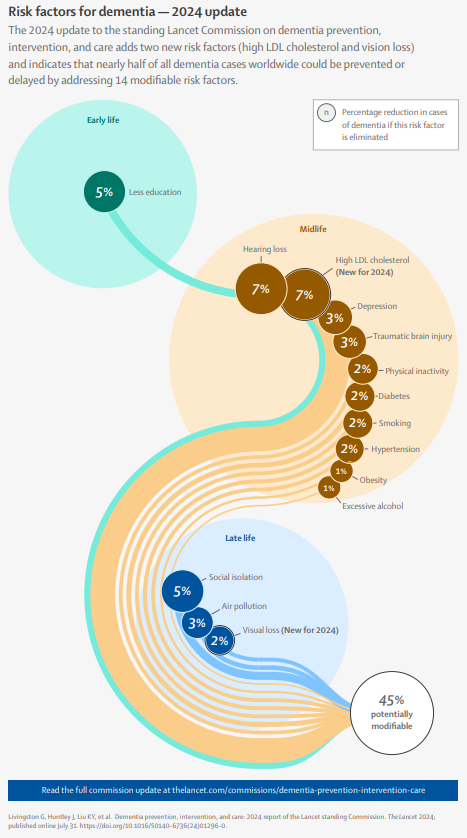 Risk factors for dementia — 2024 update
The 2024 update to the standing Lancet Commission on dementia prevention,
intervention, and care adds two new risk factors (high LDL cholesterol and vision loss)
and indicates that nearly half of all dementia cases worldwide could be prevented or
delayed by addressing 14 modifiable risk factors.
n
Percentage reduction in cases
of dementia if this risk factor
is eliminated
Early life
5%
Less education
Midlife
Hearing loss
7%
High LDL cholesterol
(New for 2024)
7%
Depression
3%
Traumatic brain injury
3%
Physical inactivity
2%
Diabetes
2%
Smoking
2%
Hypertension
2%
Obesity
1%
Excessive alcohol
1%
Late life
Social isolation
5%
Air pollution
3%
Visual loss (New for 2024)
2%
45%
potentially
modifiable
Read the full commission update at thelancet.com/commissions/dementia-prevention-intervention-care
Livingston G, Huntley J, Liu KY, et al. Dementia prevention, intervention, and care: 2024 report of the Lancet standing Commission. The Lancet 2024;
published online July 31. https://doi.org/10.1016/S0140-6736(24)01296-0.